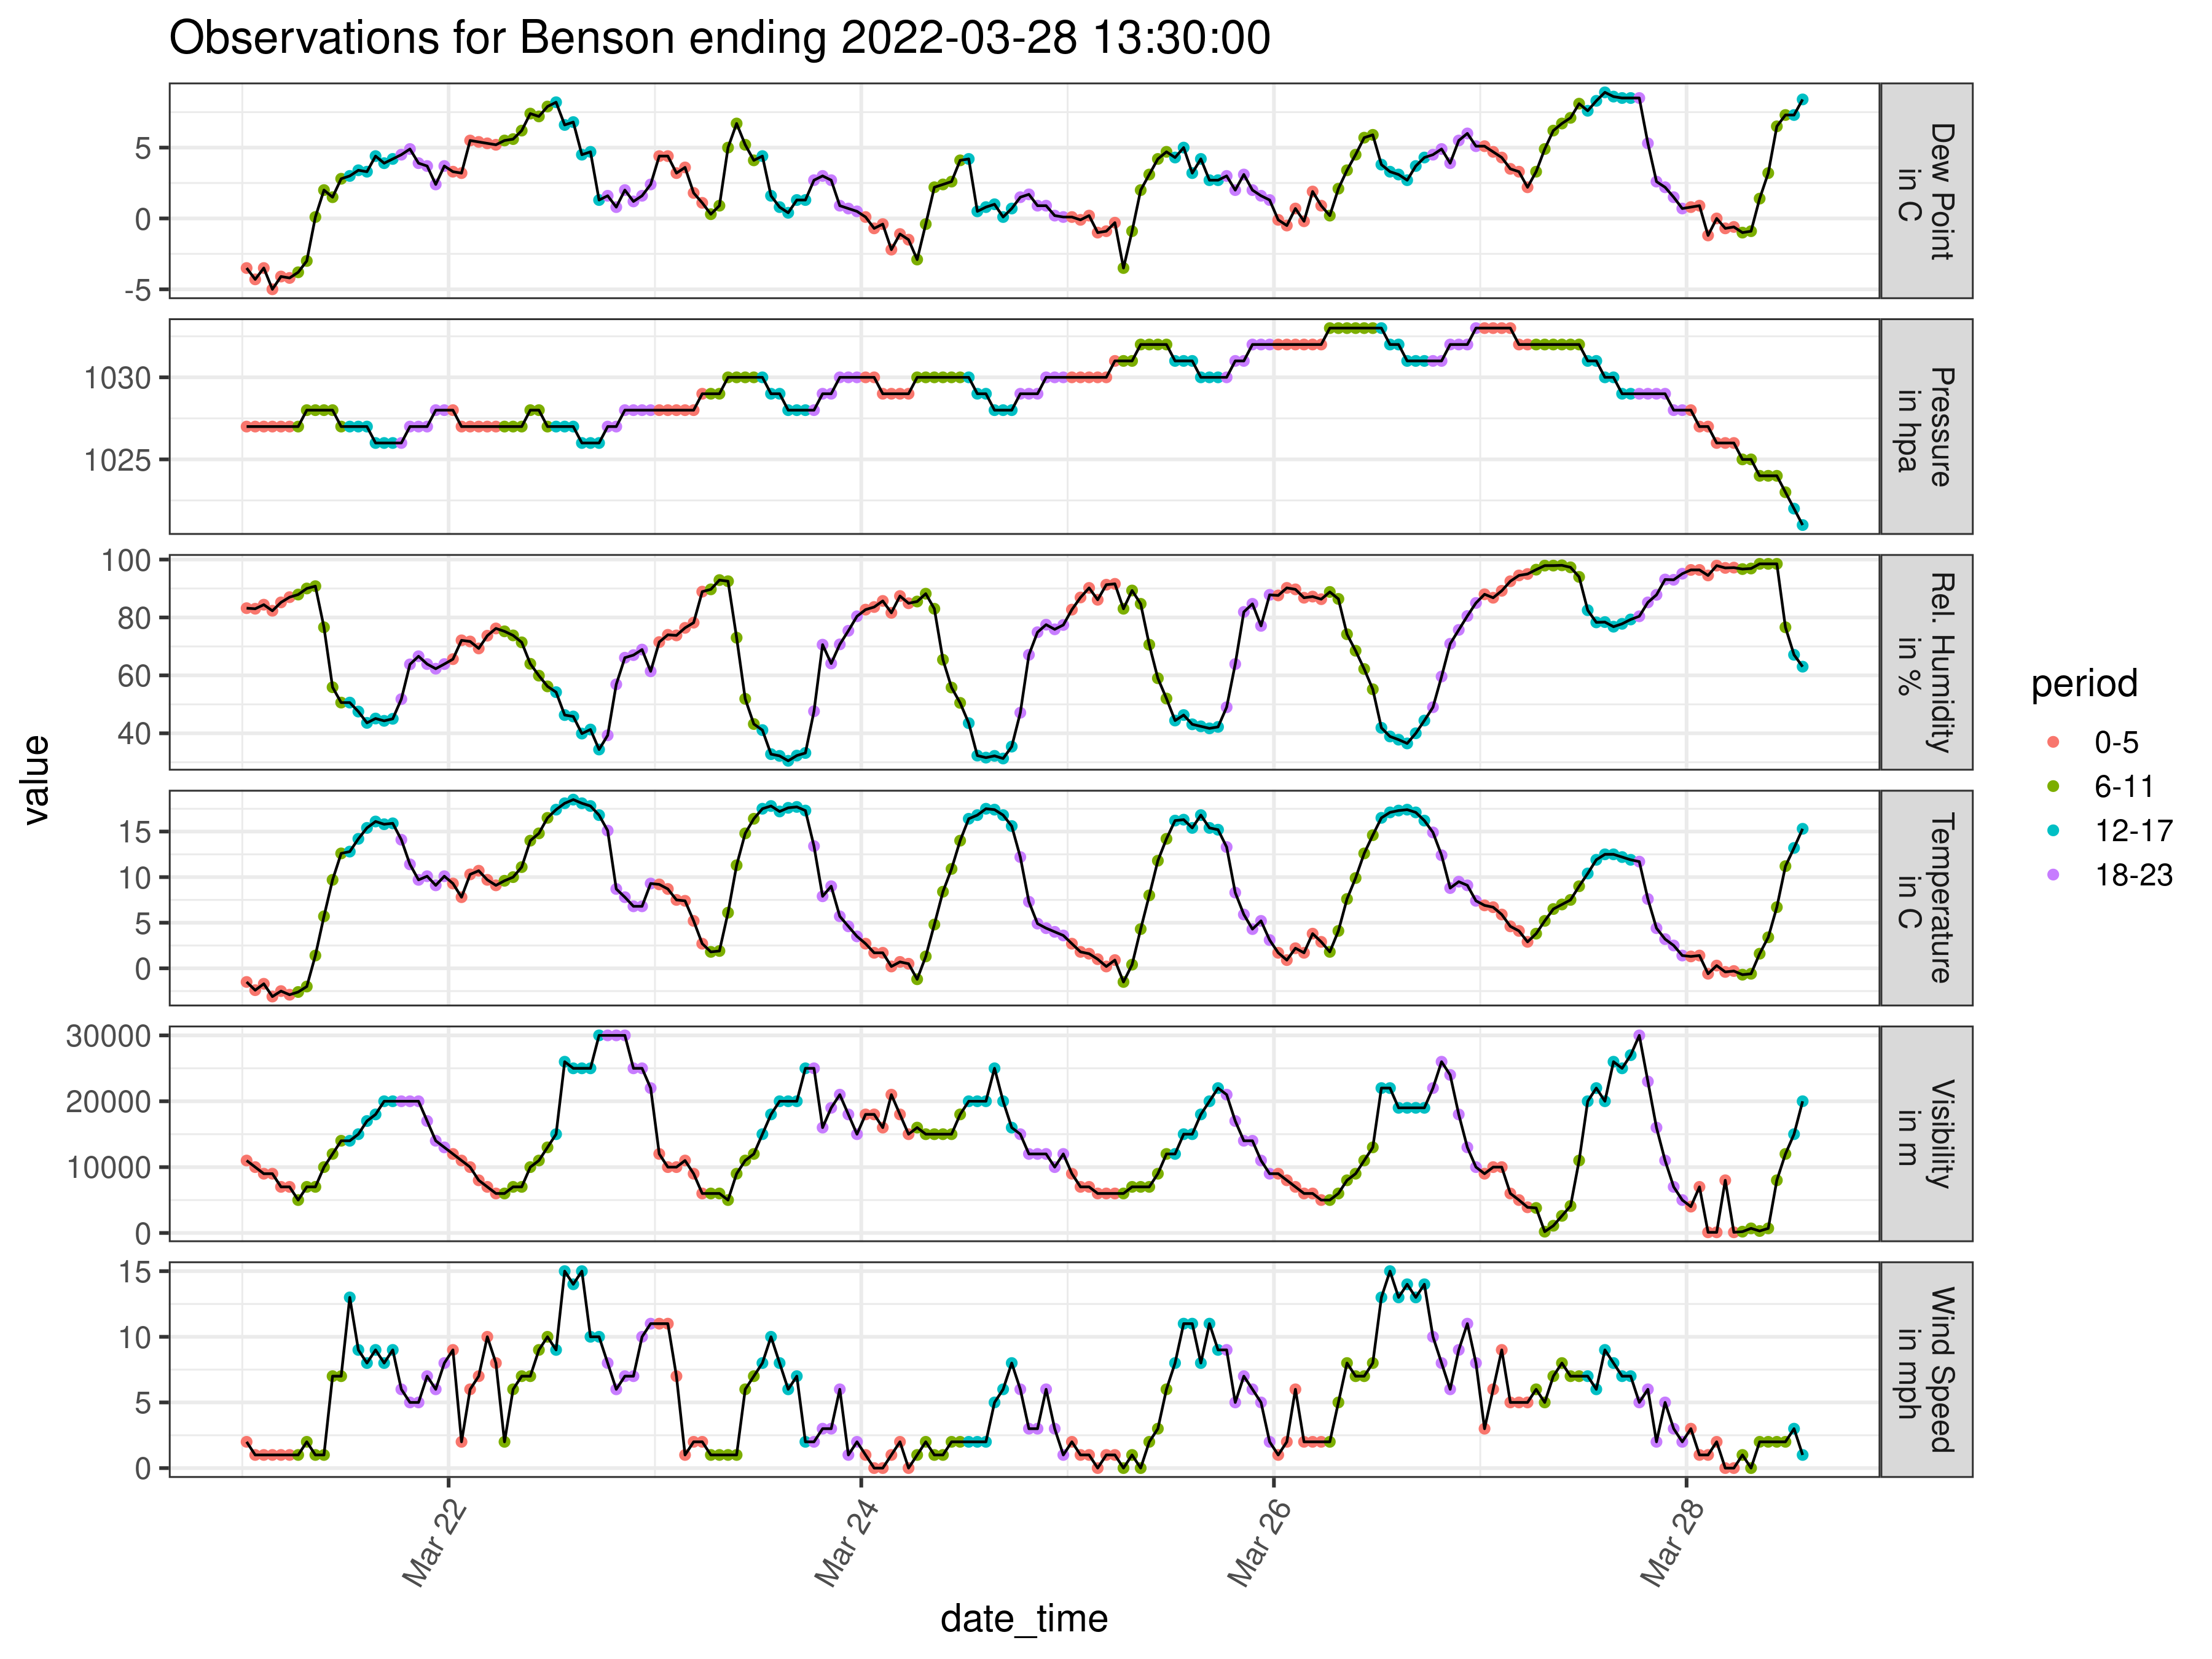 Observations for Benson ending 2022-03-28 13:30:00
value
5
0
-5
Dew Point
in C
1030
1025
Pressure
in hpa
100
80
60
40
Rel. Humidity
in %
15
10
5
0
Temperature
in C
30000
20000
10000
0
Visibility
in m
15
10
5
0
Wind Speed
in mph
Mar 22
Mar 24
Mar 26
Mar 28
date_time
period
0-5
6-11
12-17
18-23